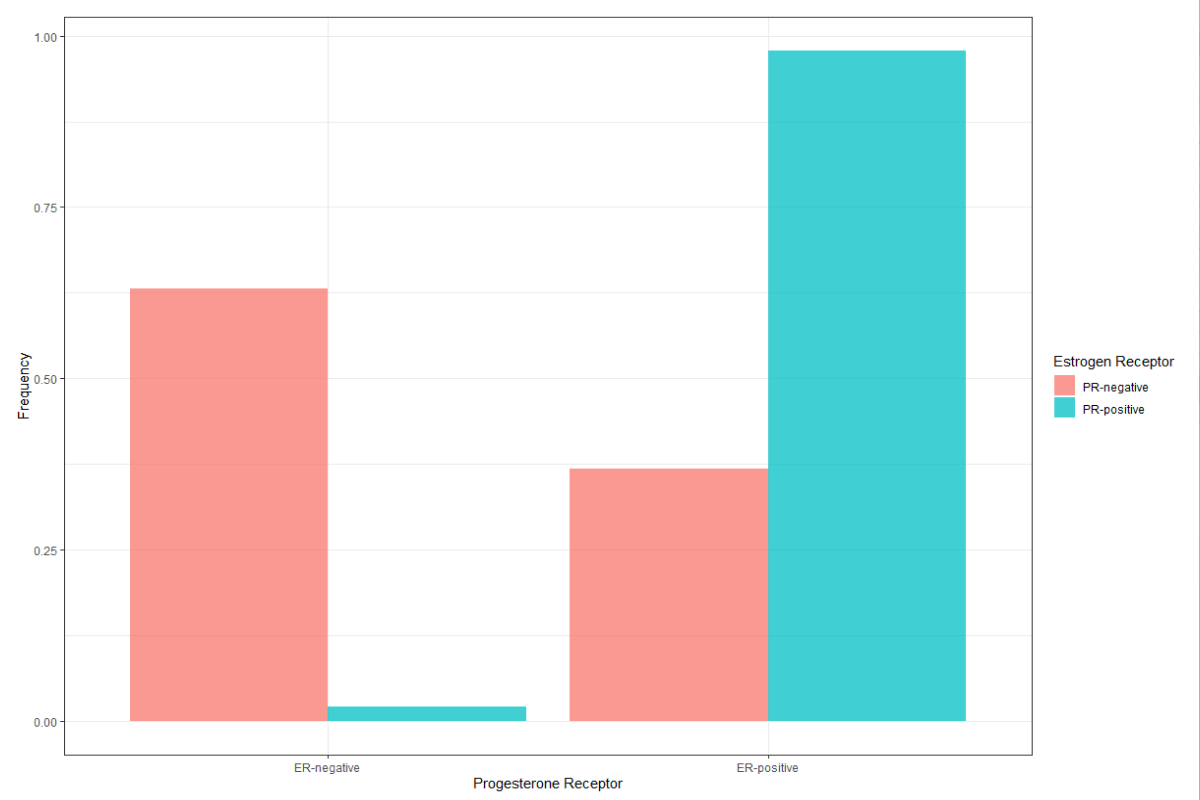 1.00
0.75
0.50
0.25
0.00
Frequency
ER-negative
ER-positive
Progesterone Receptor
Estrogen Receptor
PR-negative
PR-positive